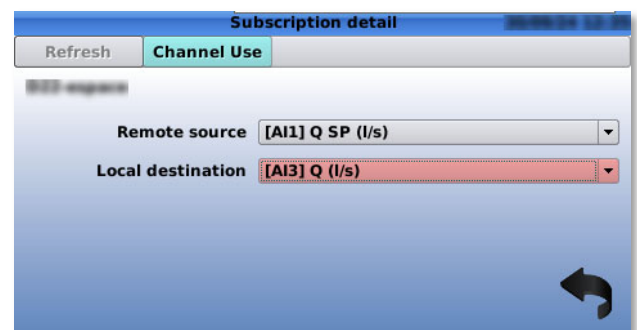 Subscription detail
Refresh Channel Use
Remote source [AI1] Q SP (l/s)
Local destination [AI3] Q (l/s)